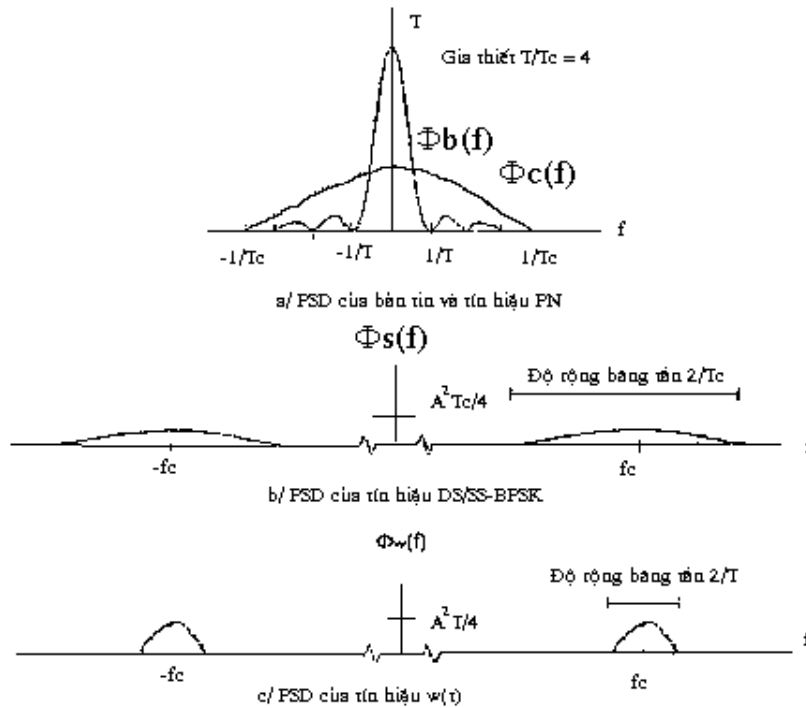 T
Gia thiết T/Tc = 4
Φb(f)
Φc(f)
-1/Tc -1/T 1/T 1/Tc f
a/ PSD của bản tin và tín hiệu PN
Φs(f)
Độ rộng băng tần 2/Tc
A²Tc/4
-fc fc
b/ PSD của tín hiệu DS/SS-BPSK
Φw(f)
Độ rộng băng tần 2/T
A²T/4
f
-fc fc
c/ PSD của tín hiệu w(t)